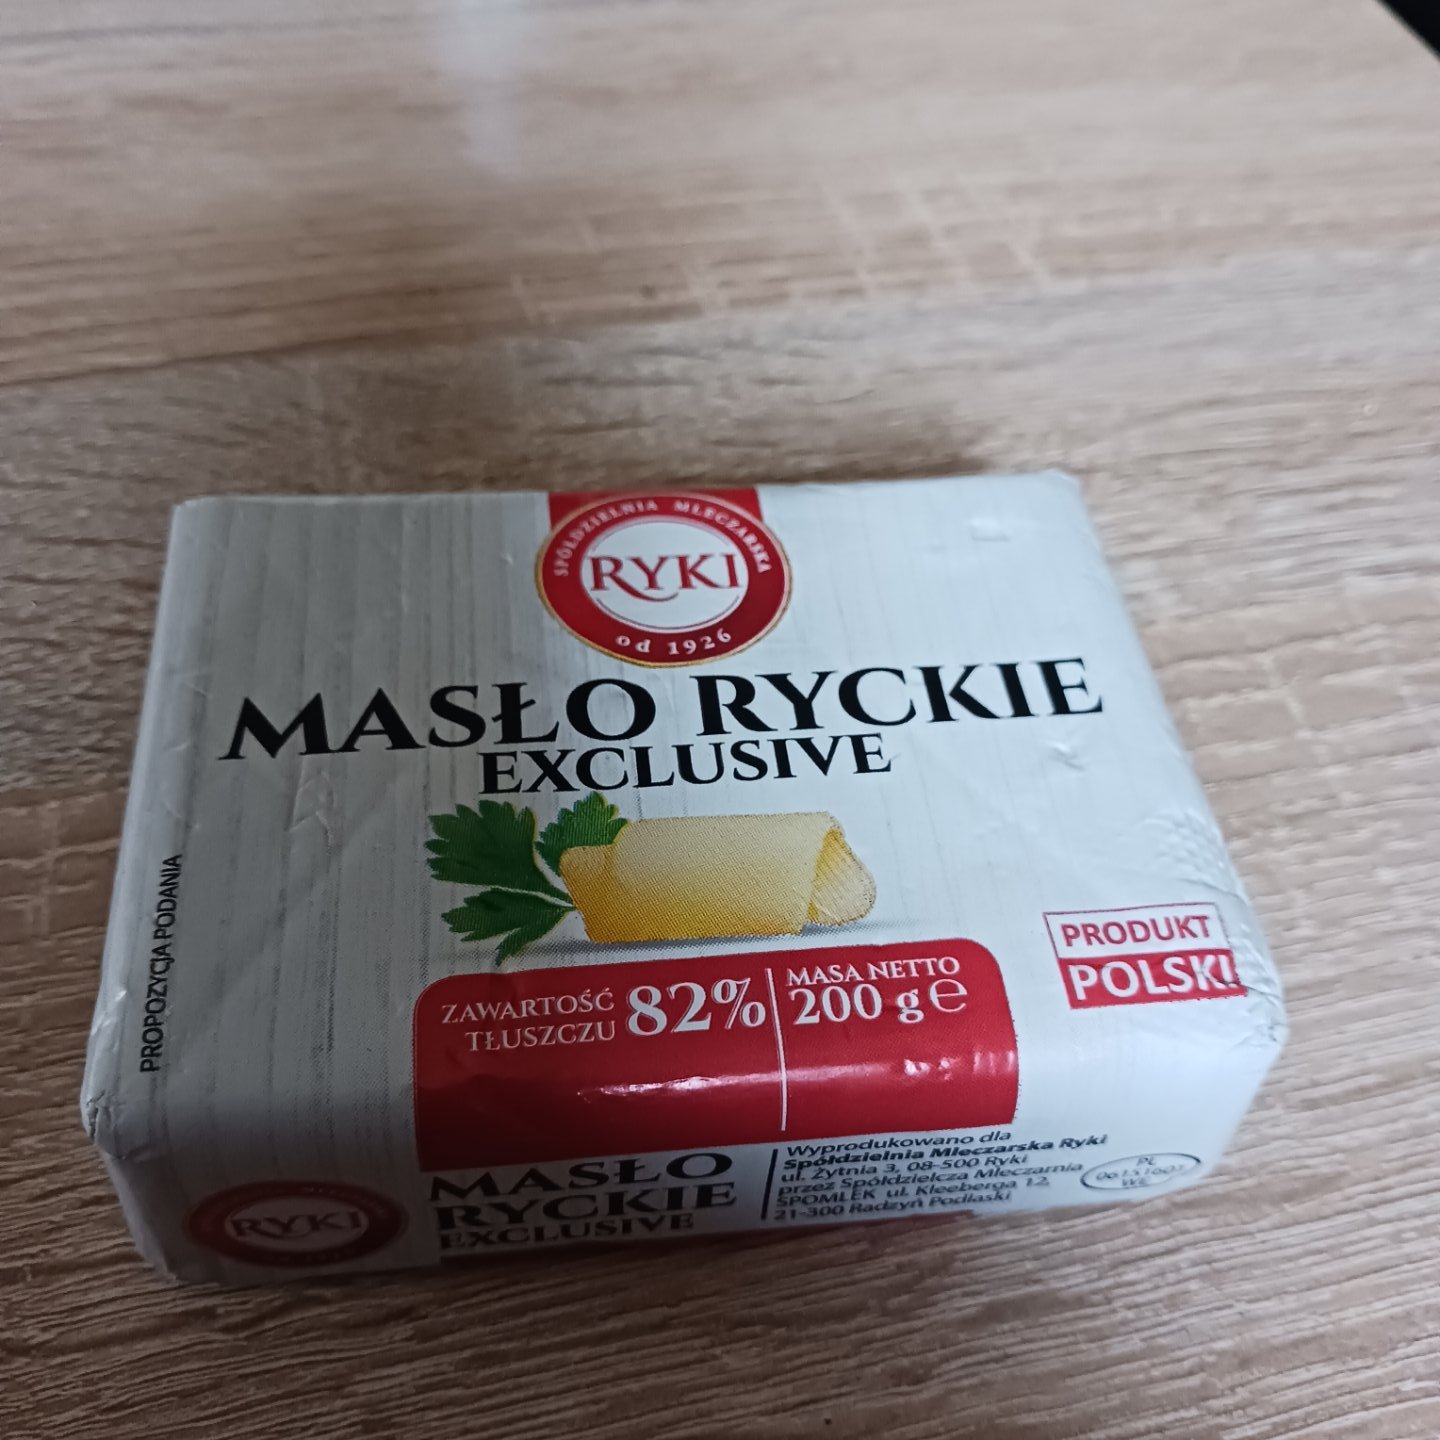 SPÓŁDZIELNIA MLECZARSKA
RYKI
od 1926
MASŁO RYCKIE
EXCLUSIVE
PROPOZYCJA PODANIA
PRODUKT
POLSKI
ZAWARTOŚĆ
TŁUSZCZU
82%
MASA NETTO
200 g ℮
RYKI
MASŁO
RYCKIE
EXCLUSIVE
Wyprodukowano dla
Spółdzielnia Mleczarska Ryki
ul. Żytnia 3, 08-500 Ryki
przez Spółdzielcza Mleczarnia
SPOMLEK ul. Kleeberga 12,
21-300 Radzyń Podlaski
PL
06151601
WE